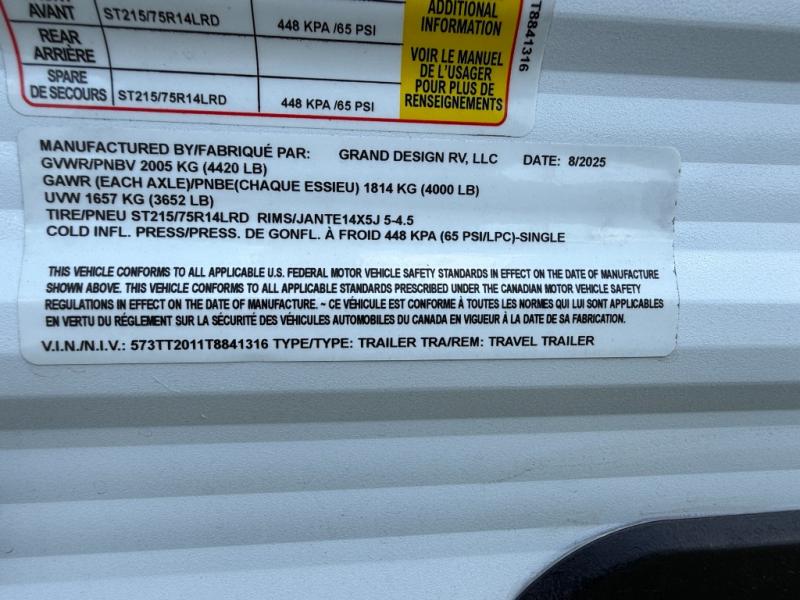 AVANT ST215/75R14LRD 448 KPA /65 PSI
REAR
ARRIÈRE
SPARE
DE SECOURS ST215/75R14LRD 448 KPA /65 PSI
ADDITIONAL
INFORMATION
VOIR LE MANUEL
DE L'USAGER
POUR PLUS DE
RENSEIGNEMENTS
T8841316
MANUFACTURED BY/FABRIQUÉ PAR: GRAND DESIGN RV, LLC DATE: 8/2025
GVWR/PNBV 2005 KG (4420 LB)
GAWR (EACH AXLE)/PNBE(CHAQUE ESSIEU) 1814 KG (4000 LB)
UVW 1657 KG (3652 LB)
TIRE/PNEU ST215/75R14LRD RIMS/JANTE14X5J 5-4.5
COLD INFL. PRESS/PRESS. DE GONFL. À FROID 448 KPA (65 PSI/LPC)-SINGLE
THIS VEHICLE CONFORMS TO ALL APPLICABLE U.S. FEDERAL MOTOR VEHICLE SAFETY STANDARDS IN EFFECT ON THE DATE OF MANUFACTURE
SHOWN ABOVE. THIS VEHICLE CONFORMS TO ALL APPLICABLE STANDARDS PRESCRIBED UNDER THE CANADIAN MOTOR VEHICLE SAFETY
REGULATIONS IN EFFECT ON THE DATE OF MANUFACTURE. ~ CE VÉHICULE EST CONFORME À TOUTES LES NORMES QUI LUI SONT APPLICABLES
EN VERTU DU RÉGLEMENT SUR LA SÉCURITÉ DES VÉHICULES AUTOMOBILES DU CANADA EN VIGUEUR À LA DATE DE SA FABRICATION.
V.I.N./N.I.V.: 573TT2011T8841316 TYPE/TYPE: TRAILER TRA/REM: TRAVEL TRAILER